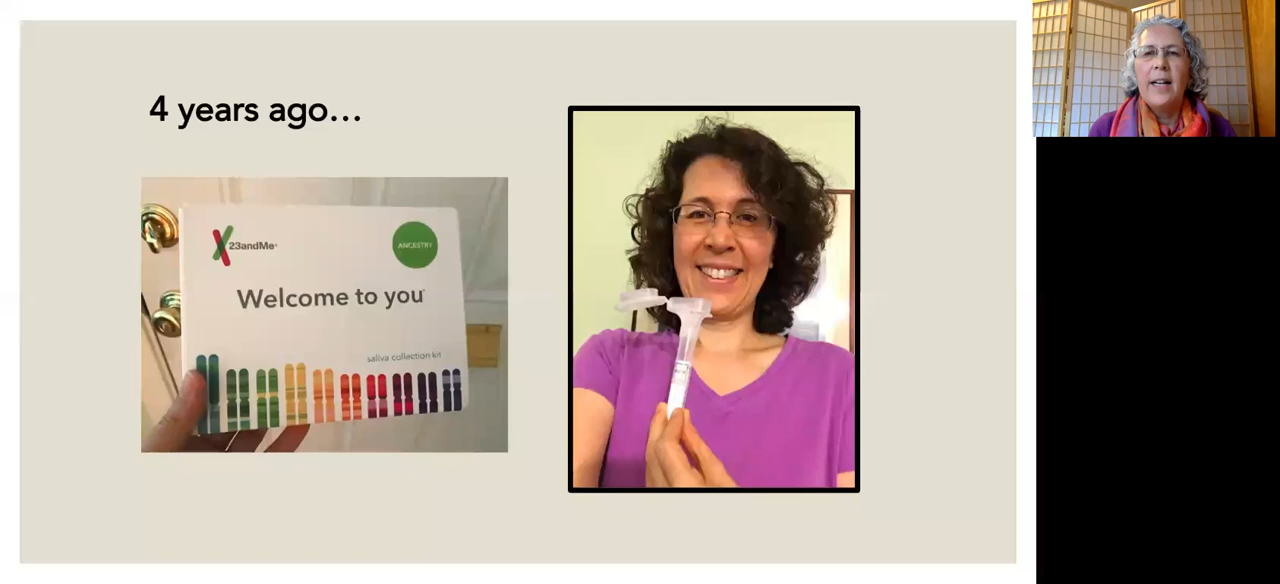 4 years ago...
23andMe
ANCESTRY
Welcome to you
saliva collection kit